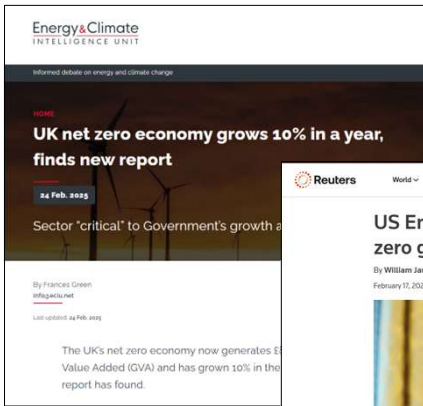 Energy&Climate
INTELLIGENCE UNIT
Informed debate on energy and climate change
HOME
UK net zero economy grows 10% in a year,
finds new report
24 Feb. 2025
Sector "critical" to Government's growth a
By Frances Green
info@eciu.net
Last updated: 24 Feb. 2025
The UK's net zero economy now generates £
Value Added (GVA) and has grown 10% in the
report has found.
Reuters
World
US En
zero g
By William Ja
February 17, 202